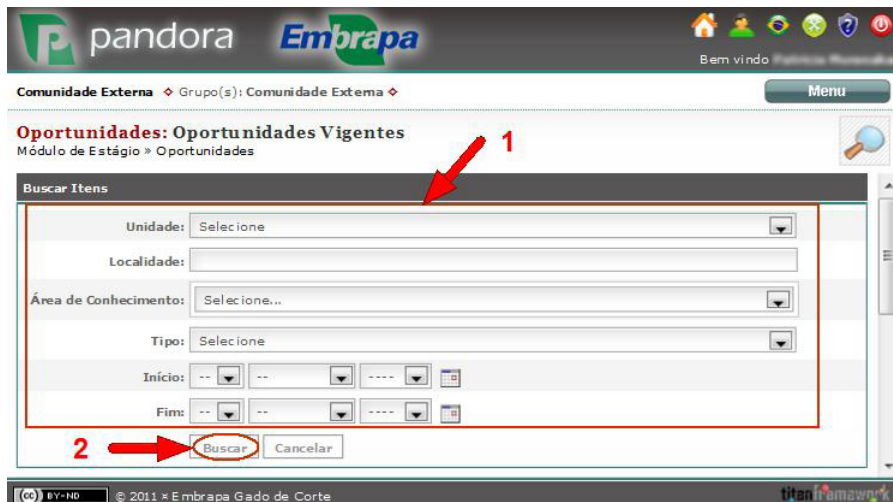 pandora Embrapa
Bem vindo
Comunidade Externa Grupo(s): Comunidade Externa
Menu
Oportunidades: Oportunidades Vigentes
1
Módulo de Estágio » Oportunidades
Buscar Itens
Unidade: Selecione
Localidade:
Área de Conhecimento: Selecione...
Tipo: Selecione
Início: -- -- ----
Fim: -- -- ----
2
Buscar Cancelar
(cc) BY-ND © 2011 × Embrapa Gado de Corte
titanframework